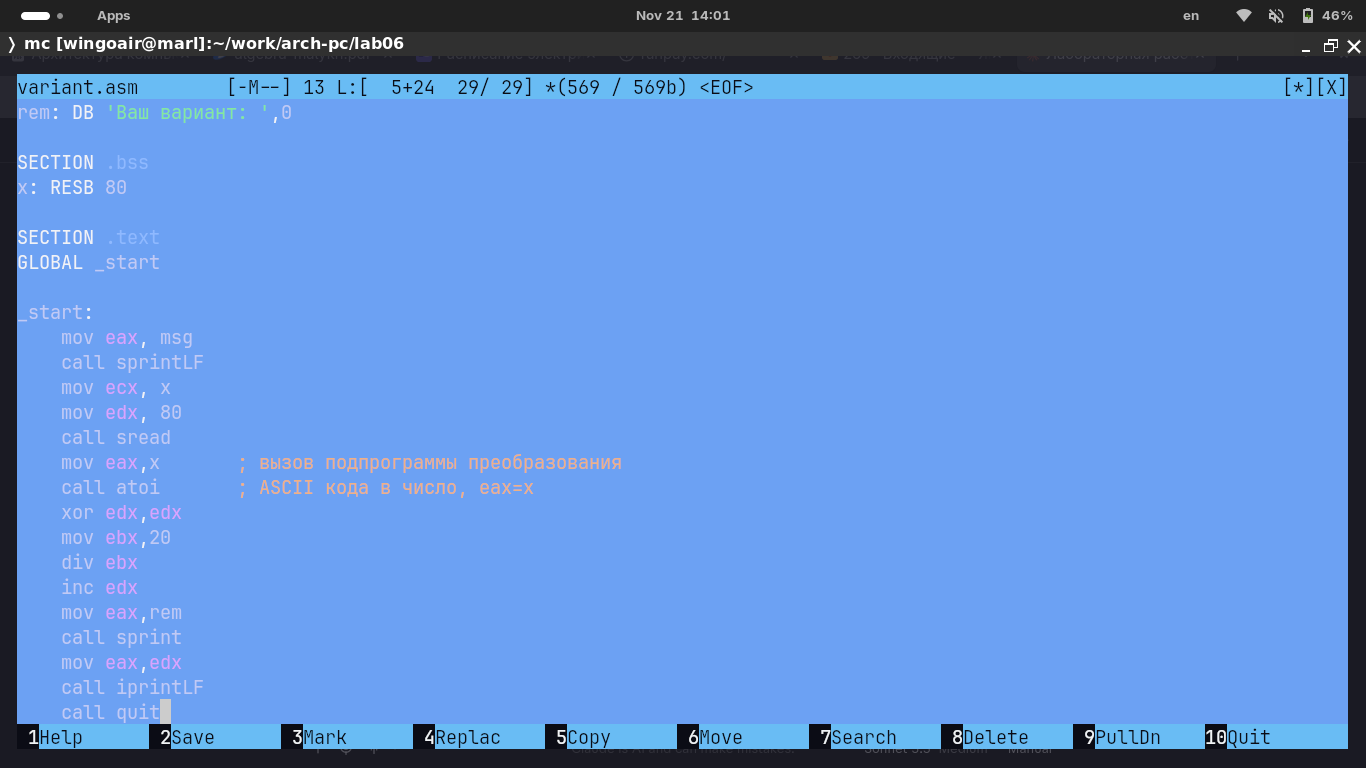 Apps Nov 21 14:01 en 46%
❭ mc [wingoair@marl]:~/work/arch-pc/lab06
variant.asm [-M--] 13 L:[ 5+24 29/ 29] *(569 / 569b) <EOF> [*][X]
rem: DB 'Ваш вариант: ',0
SECTION .bss
x: RESB 80
SECTION .text
GLOBAL _start
_start:
mov eax, msg
call sprintLF
mov ecx, x
mov edx, 80
call sread
mov eax,x ; вызов подпрограммы преобразования
call atoi ; ASCII кода в число, eax=x
xor edx,edx
mov ebx,20
div ebx
inc edx
mov eax,rem
call sprint
mov eax,edx
call iprintLF
call quit
1Help 2Save 3Mark 4Replac 5Copy 6Move 7Search 8Delete 9PullDn 10Quit